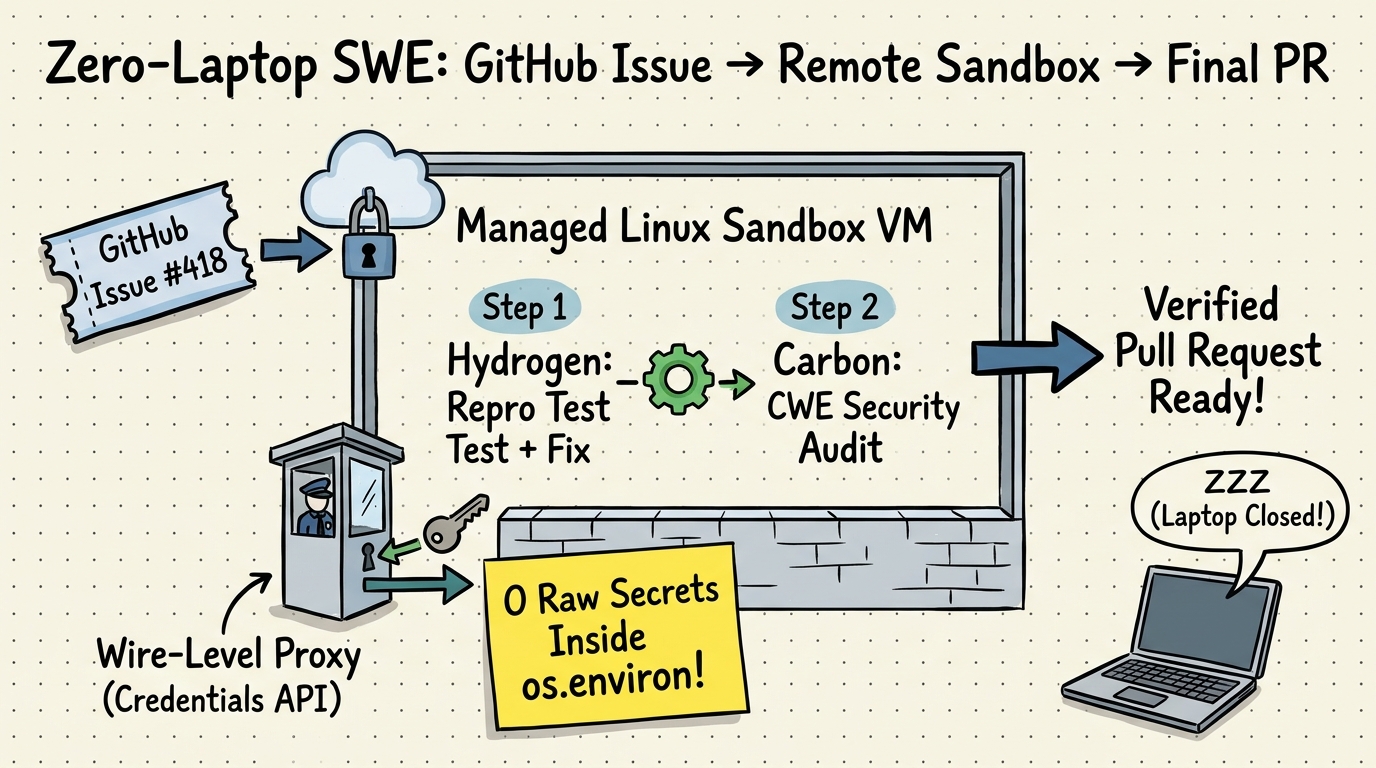 Zero-Laptop SWE: GitHub Issue → Remote Sandbox → Final PR
GitHub
Issue #418
Managed Linux Sandbox VM
Step 1
Hydrogen:
Repro Test
Test + Fix
Step 2
Carbon:
CWE Security
Audit
Verified
Pull Request
Ready!
ZZZ
(Laptop Closed!)
0 Raw Secrets
Inside
os.environ!
Wire-Level Proxy
(Credentials API)